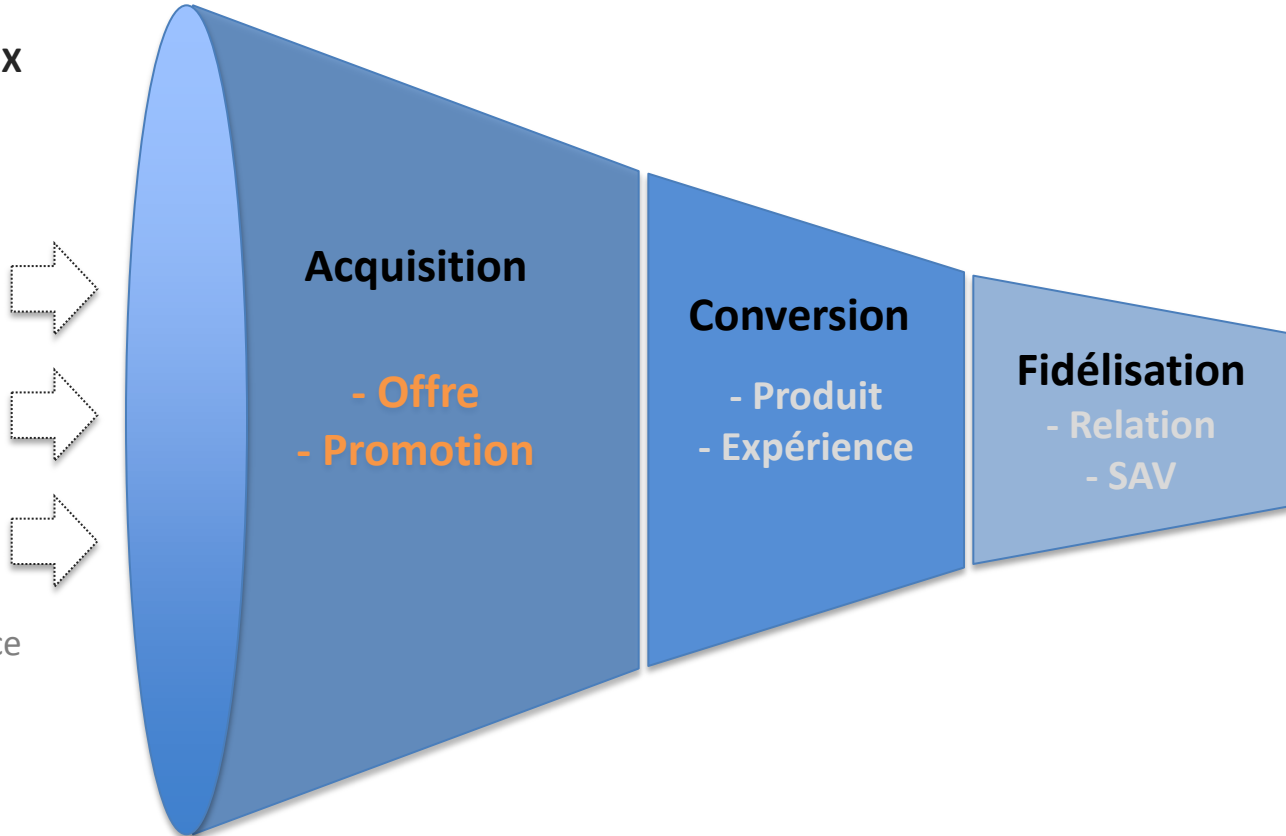 x
Acquisition
- Offre
- Promotion
Conversion
- Produit
- Expérience
Fidélisation
- Relation
- SAV
ce